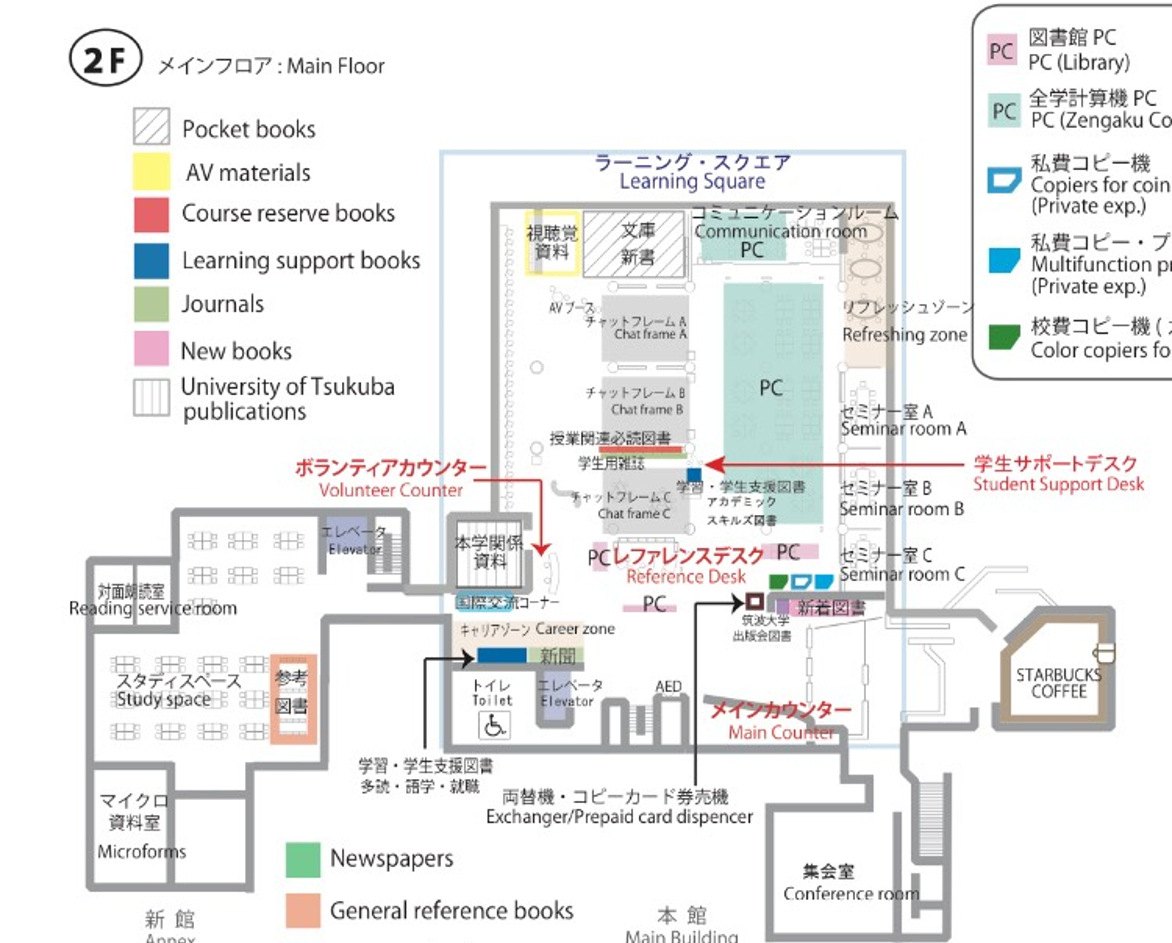 2F
メインフロア : Main Floor
Pocket books
AV materials
Course reserve books
Learning support books
Journals
New books
University of Tsukuba
publications
PC
図書館 PC
PC (Library)
PC
全学計算機 PC
PC (Zengaku Co
私費コピー機
Copiers for coin
(Private exp.)
私費コピー・プ
Multifunction p
(Private exp.)
校費コピー機 (
Color copiers fo
ラーニング・スクエア
Learning Square
視聴覚
資料
文庫
新書
コミュニケーションルーム
Communication room
PC
AV ブース
チャットフレーム A
Chat frame A
リフレッシュゾーン
Refreshing zone
PC
チャットフレーム B
Chat frame B
セミナー室 A
Seminar room A
授業関連必読図書
学生用雑誌
ボランティアカウンター
Volunteer Counter
学生サポートデスク
Student Support Desk
学習・学生支援図書
アカデミック
スキルズ図書
チャットフレーム C
Chat frame C
セミナー室 B
Seminar room B
エレベータ
Elevator
本学関係
資料
PC
レファレンスデスク
Reference Desk
PC
セミナー室 C
Seminar room C
対面朗読室
Reading service room
国際交流コーナー
PC
新着図書
筑波大学
出版会図書
キャリアゾーン Career zone
新聞
スタディスペース
Study space
参考
図書
トイレ
Toilet
エレベータ
Elevator
AED
メインカウンター
Main Counter
STARBUCKS
COFFEE
学習・学生支援図書
多読・語学・就職
両替機・コピーカード券売機
Exchanger/Prepaid card dispencer
マイクロ
資料室
Microforms
Newspapers
General reference books
集会室
Conference room
新 館
Annex
本 館
Main Building